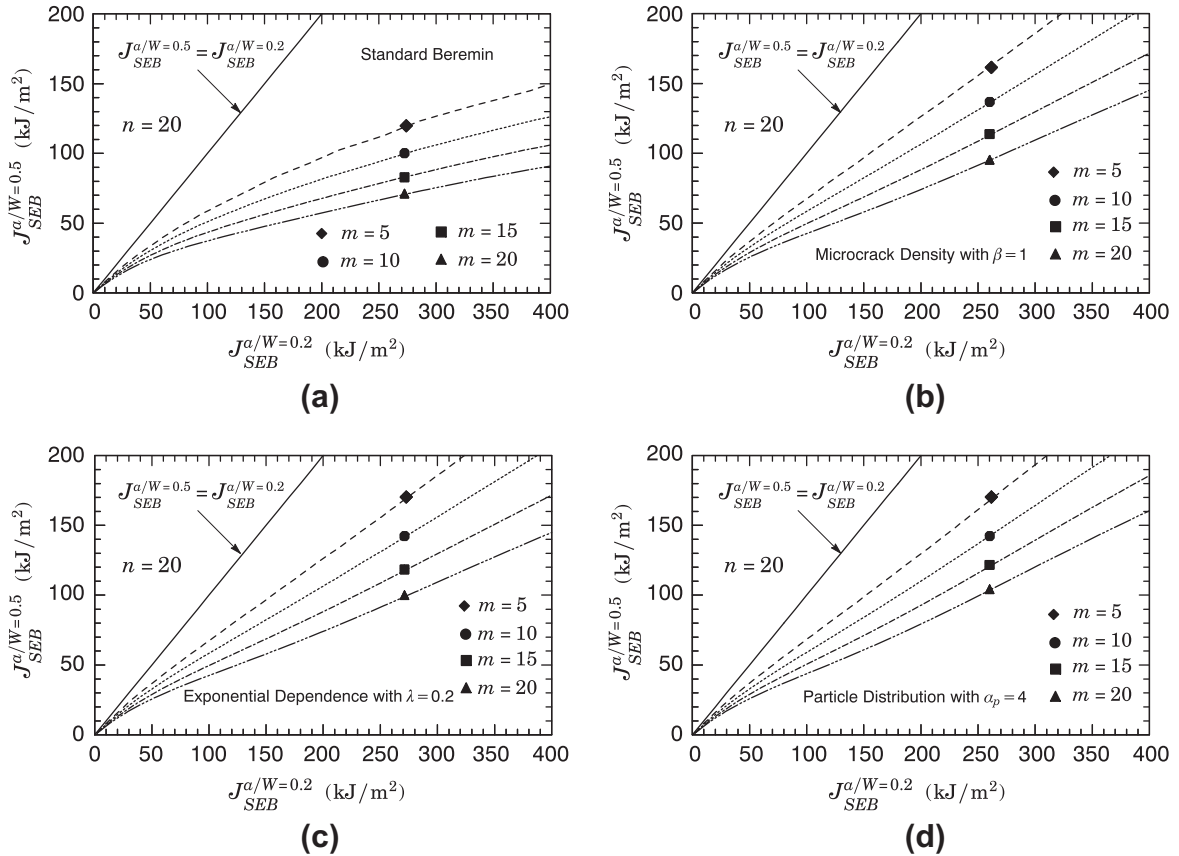 200
150
100
50
0
0 50 100 150 200 250 300 350 400
J_{SEB}^{a/W=0.5} (kJ/m²)
J_{SEB}^{a/W=0.5} = J_{SEB}^{a/W=0.2}
Standard Beremin
n = 20
m = 5 m = 15
m = 10 m = 20
J_{SEB}^{a/W=0.2} (kJ/m²)
(a)
200
150
100
50
0
0 50 100 150 200 250 300 350 400
J_{SEB}^{a/W=0.5} (kJ/m²)
J_{SEB}^{a/W=0.5} = J_{SEB}^{a/W=0.2}
n = 20
m = 5
m = 10
m = 15
m = 20
Microcrack Density with β = 1
J_{SEB}^{a/W=0.2} (kJ/m²)
(b)
200
150
100
50
0
0 50 100 150 200 250 300 350 400
J_{SEB}^{a/W=0.5} (kJ/m²)
J_{SEB}^{a/W=0.5} = J_{SEB}^{a/W=0.2}
n = 20
m = 5
m = 10
m = 15
m = 20
Exponential Dependence with λ = 0.2
J_{SEB}^{a/W=0.2} (kJ/m²)
(c)
200
150
100
50
0
0 50 100 150 200 250 300 350 400
J_{SEB}^{a/W=0.5} (kJ/m²)
J_{SEB}^{a/W=0.5} = J_{SEB}^{a/W=0.2}
n = 20
m = 5
m = 10
m = 15
m = 20
Particle Distribution with α_p = 4
J_{SEB}^{a/W=0.2} (kJ/m²)
(d)